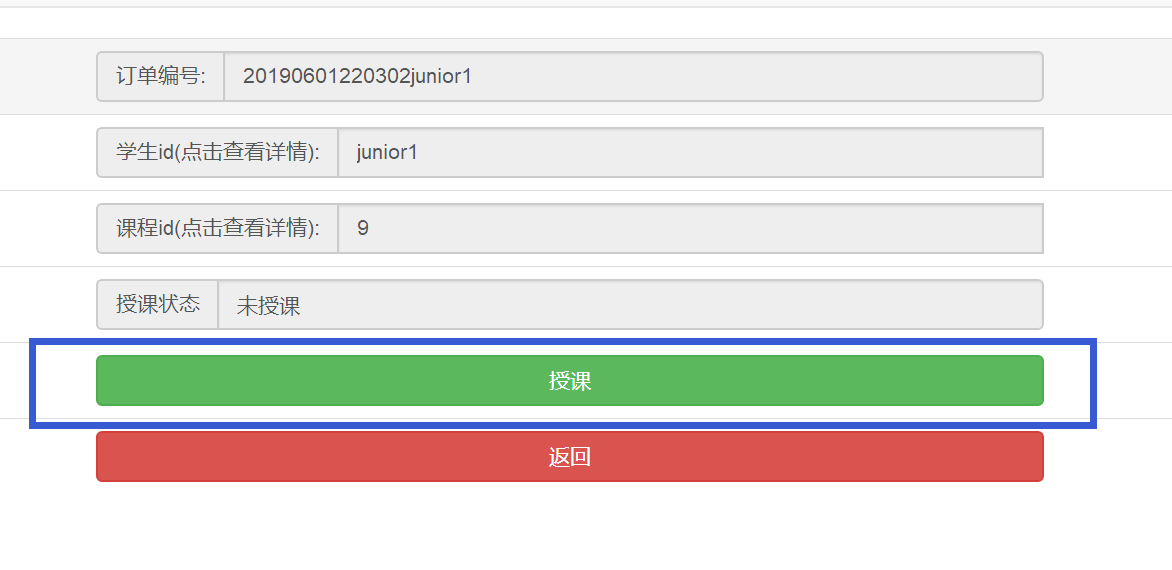 订单编号: 20190601220302junior1
学生id(点击查看详情): junior1
课程id(点击查看详情): 9
授课状态 未授课
授课
返回